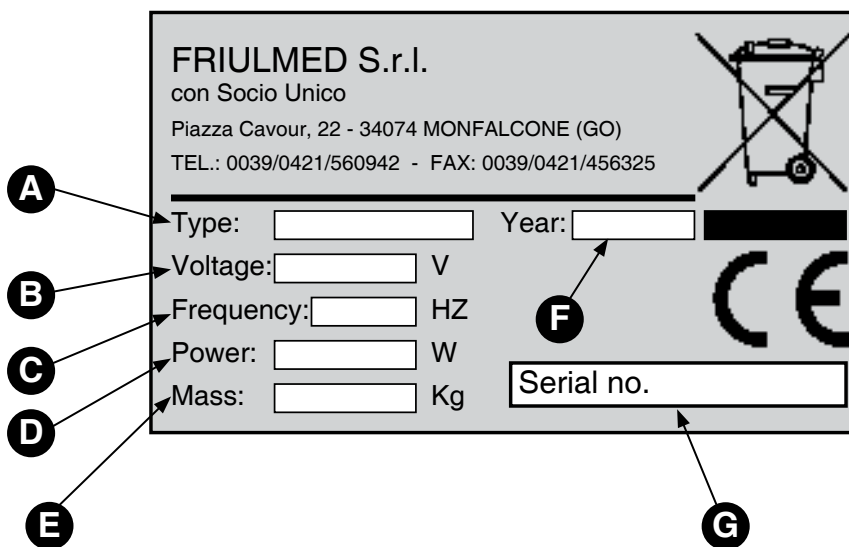 FRIULMED S.r.l.
con Socio Unico
Piazza Cavour, 22 - 34074 MONFALCONE (GO)
TEL.: 0039/0421/560942 - FAX: 0039/0421/456325
A
Type: Year:
B
Voltage: V
F
C
Frequency: HZ
CE
D
Power: W
Serial no.
E
Mass: Kg
G